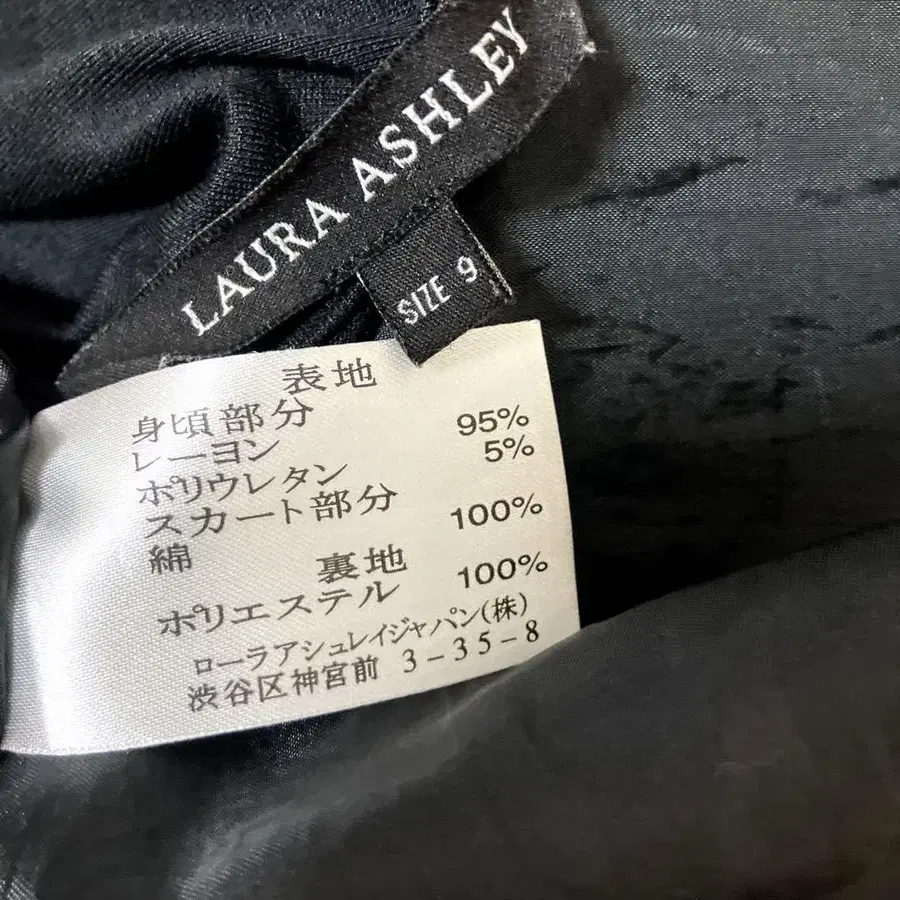 LAURA ASHLEY
SIZE 9
表地
身頃部分
レーヨン 95%
ポリウレタン 5%
スカート部分
綿 100%
裏地
ポリエステル 100%
ローラアシュレイジャパン(株)
渋谷区神宮前 3-35-8